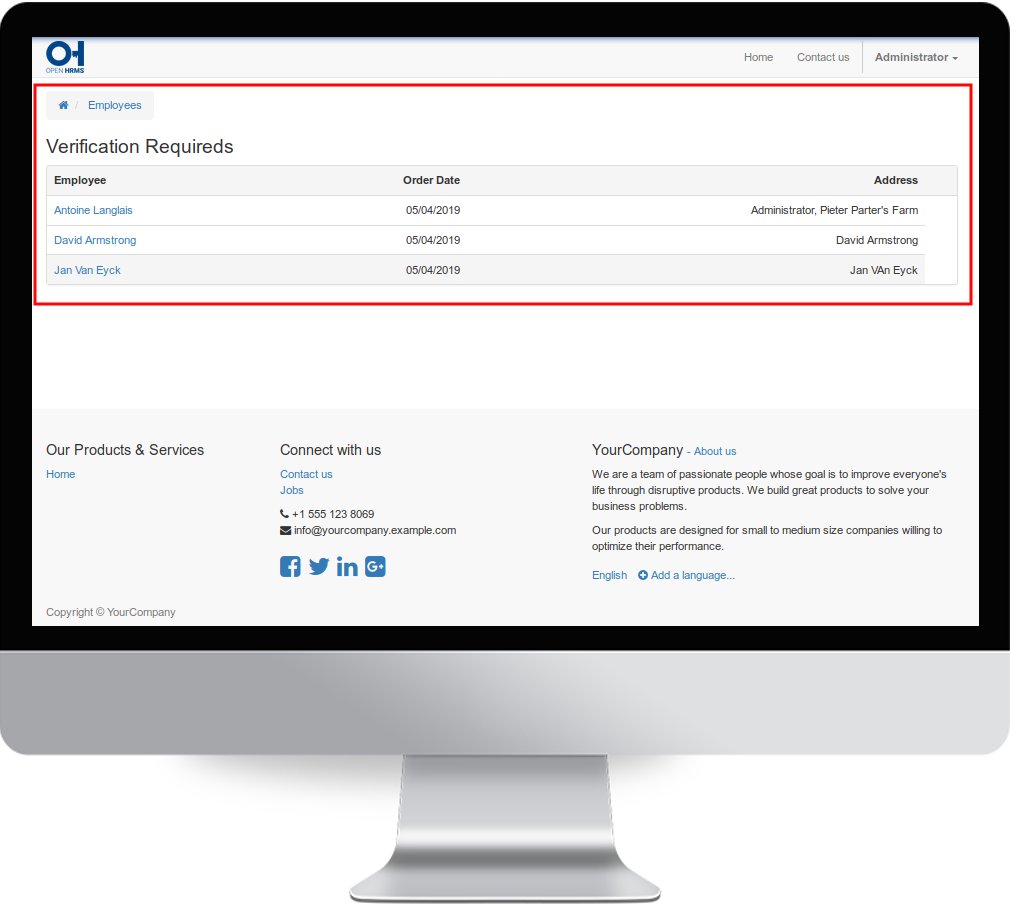 OPEN HRMS
Home Contact us Administrator
/ Employees
Verification Requireds
Employee Order Date Address
Antoine Langlais 05/04/2019 Administrator, Pieter Parter's Farm
David Armstrong 05/04/2019 David Armstrong
Jan Van Eyck 05/04/2019 Jan VAn Eyck
Our Products & Services
Home
Connect with us
Contact us
Jobs
+1 555 123 8069
info@yourcompany.example.com
YourCompany - About us
We are a team of passionate people whose goal is to improve everyone's
life through disruptive products. We build great products to solve your
business problems.
Our products are designed for small to medium size companies willing to
optimize their performance.
English Add a language...
Copyright © YourCompany